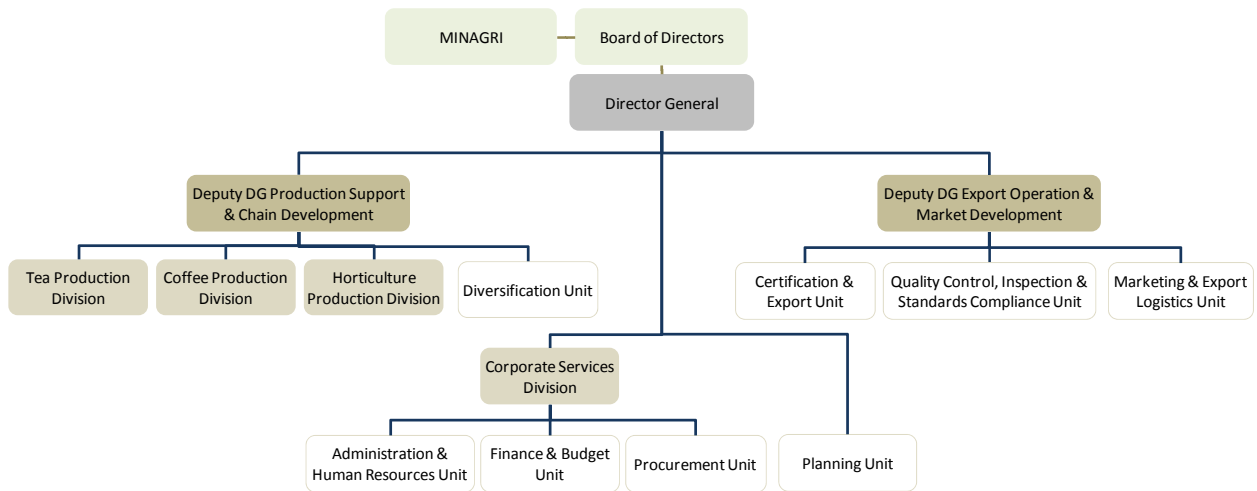 MINAGRI
Board of Directors
Director General
Deputy DG Production Support
& Chain Development
Deputy DG Export Operation &
Market Development
Tea Production
Division
Coffee Production
Division
Horticulture
Production Division
Diversification Unit
Certification &
Export Unit
Quality Control, Inspection &
Standards Compliance Unit
Marketing & Export
Logistics Unit
Corporate Services
Division
Administration &
Human Resources Unit
Finance & Budget
Unit
Procurement Unit
Planning Unit